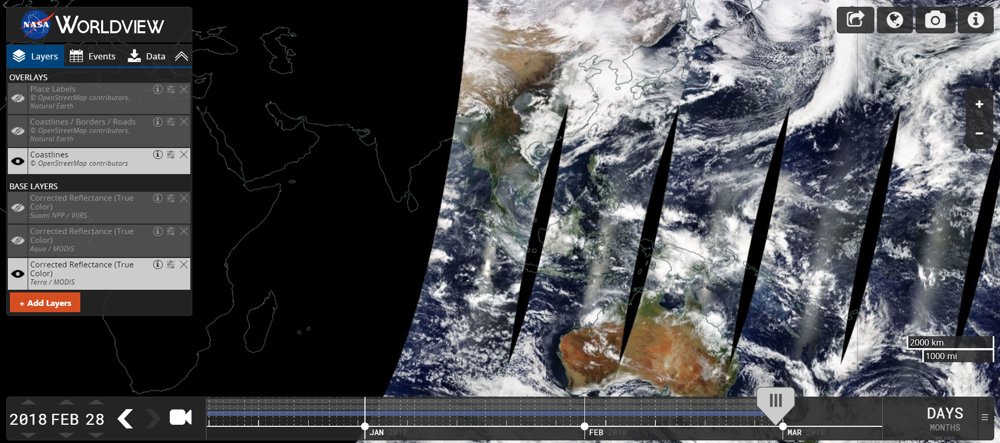 NASA WORLDVIEW
Layers
Events
Data
OVERLAYS
Place Labels
© OpenStreetMap contributors,
Natural Earth
Coastlines / Borders / Roads
© OpenStreetMap contributors,
Natural Earth
Coastlines
© OpenStreetMap contributors
BASE LAYERS
Corrected Reflectance (True
Color)
Suomi NPP / VIIRS
Corrected Reflectance (True
Color)
Aqua / MODIS
Corrected Reflectance (True
Color)
Terra / MODIS
+ Add Layers
2000 km
1000 mi
2018 FEB 28
JAN 2018
FEB 2018
MAR 2018
DAYS
MONTHS
YEARS